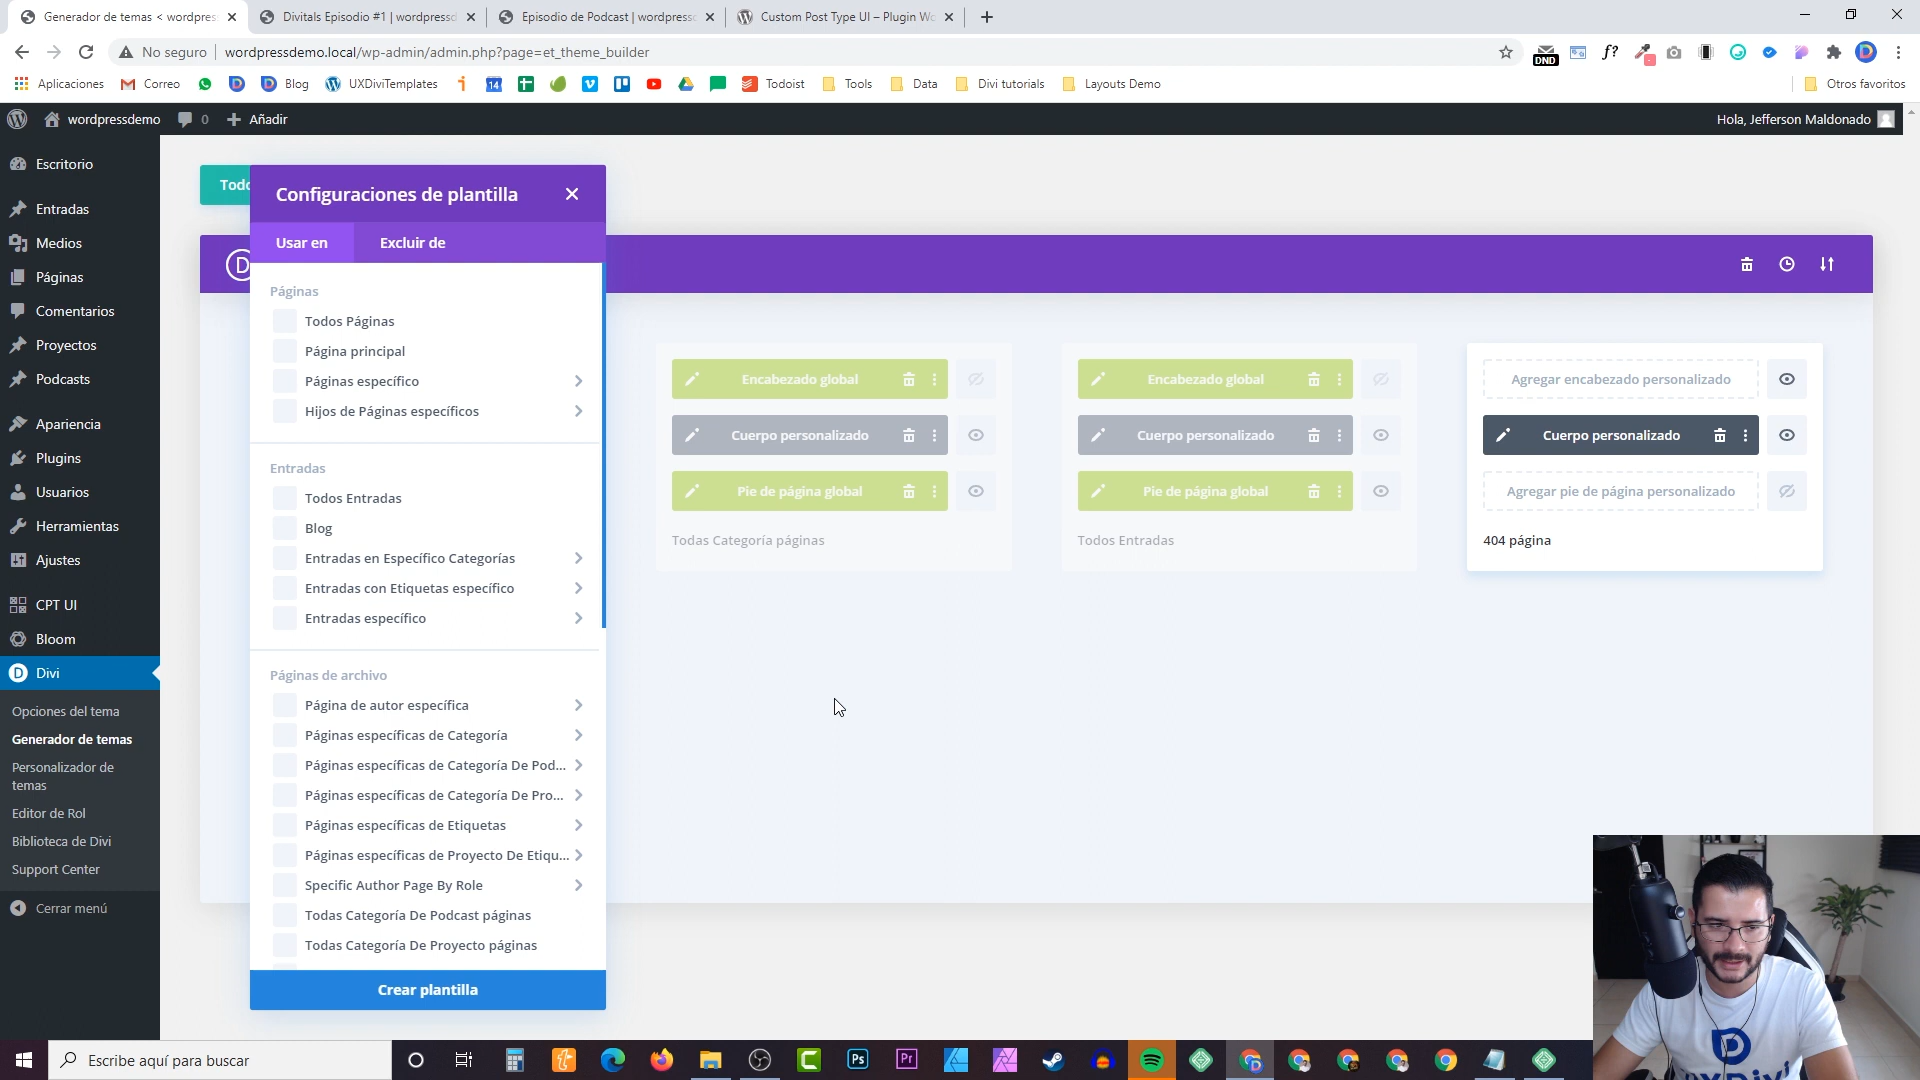 Generador de temas < wordpres
Divitals Episodio #1 | wordpressd
Episodio de Podcast | wordpressc
Custom Post Type UI – Plugin Wo
No seguro
wordpressdemo.local/wp-admin/admin.php?page=et_theme_builder
DND
f?
Aplicaciones
Correo
Blog
UXDiviTemplates
Todoist
Tools
Data
Divi tutorials
Layouts Demo
Otros favoritos
wordpressdemo
0
Añadir
Hola, Jefferson Maldonado
Escritorio
Entradas
Medios
Páginas
Comentarios
Proyectos
Podcasts
Apariencia
Plugins
Usuarios
Herramientas
Ajustes
CPT UI
Bloom
Divi
Opciones del tema
Generador de temas
Personalizador de
temas
Editor de Rol
Biblioteca de Divi
Support Center
Cerrar menú
Todo
Configuraciones de plantilla
Usar en
Excluir de
Páginas
Todos Páginas
Página principal
Páginas específico
Hijos de Páginas específicos
Entradas
Todos Entradas
Blog
Entradas en Específico Categorías
Entradas con Etiquetas específico
Entradas específico
Páginas de archivo
Página de autor específica
Páginas específicas de Categoría
Páginas específicas de Categoría De Pod...
Páginas específicas de Categoría De Pro...
Páginas específicas de Etiquetas
Páginas específicas de Proyecto De Etiqu...
Specific Author Page By Role
Todas Categoría De Podcast páginas
Todas Categoría De Proyecto páginas
Crear plantilla
Encabezado global
Cuerpo personalizado
Pie de página global
Todas Categoría páginas
Encabezado global
Cuerpo personalizado
Pie de página global
Todos Entradas
Agregar encabezado personalizado
Cuerpo personalizado
Agregar pie de página personalizado
404 página
Escribe aquí para buscar
Ps
Pr